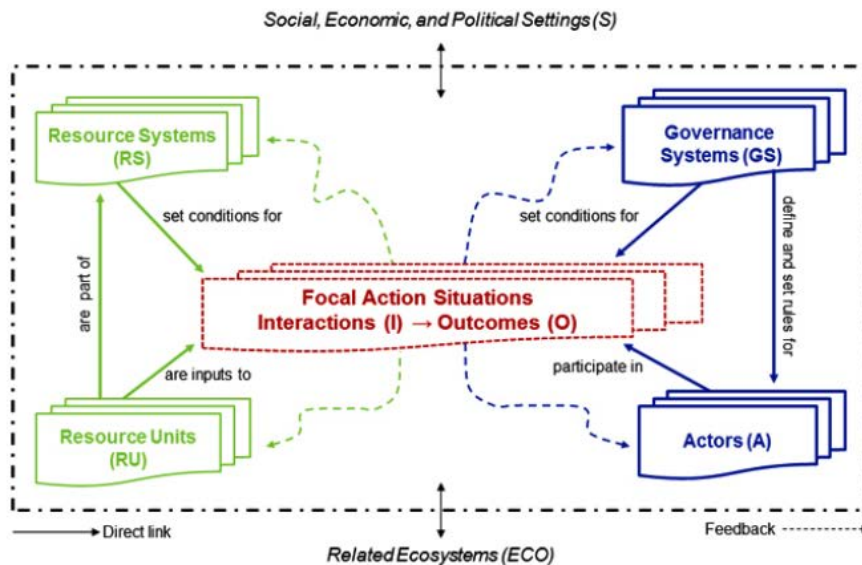 Social, Economic, and Political Settings (S)
Resource Systems
(RS)
Governance
Systems (GS)
set conditions for
set conditions for
are part of
define and set rules for
Focal Action Situations
Interactions (I) → Outcomes (O)
are inputs to
participate in
Resource Units
(RU)
Actors (A)
Direct link
Feedback
Related Ecosystems (ECO)